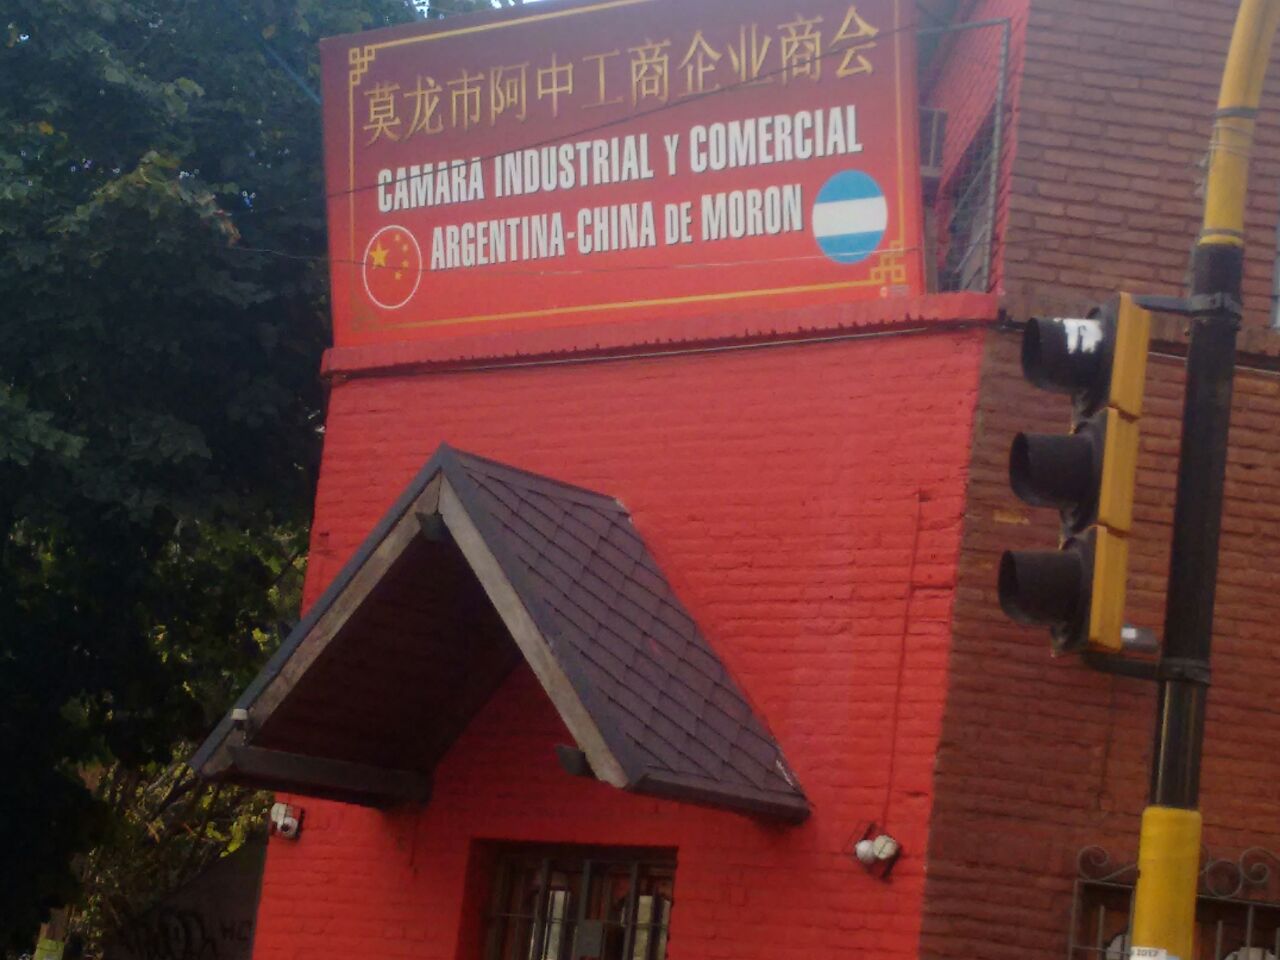 莫龙市阿中工商企业商会
CAMARA INDUSTRIAL Y COMERCIAL
ARGENTINA-CHINA DE MORON